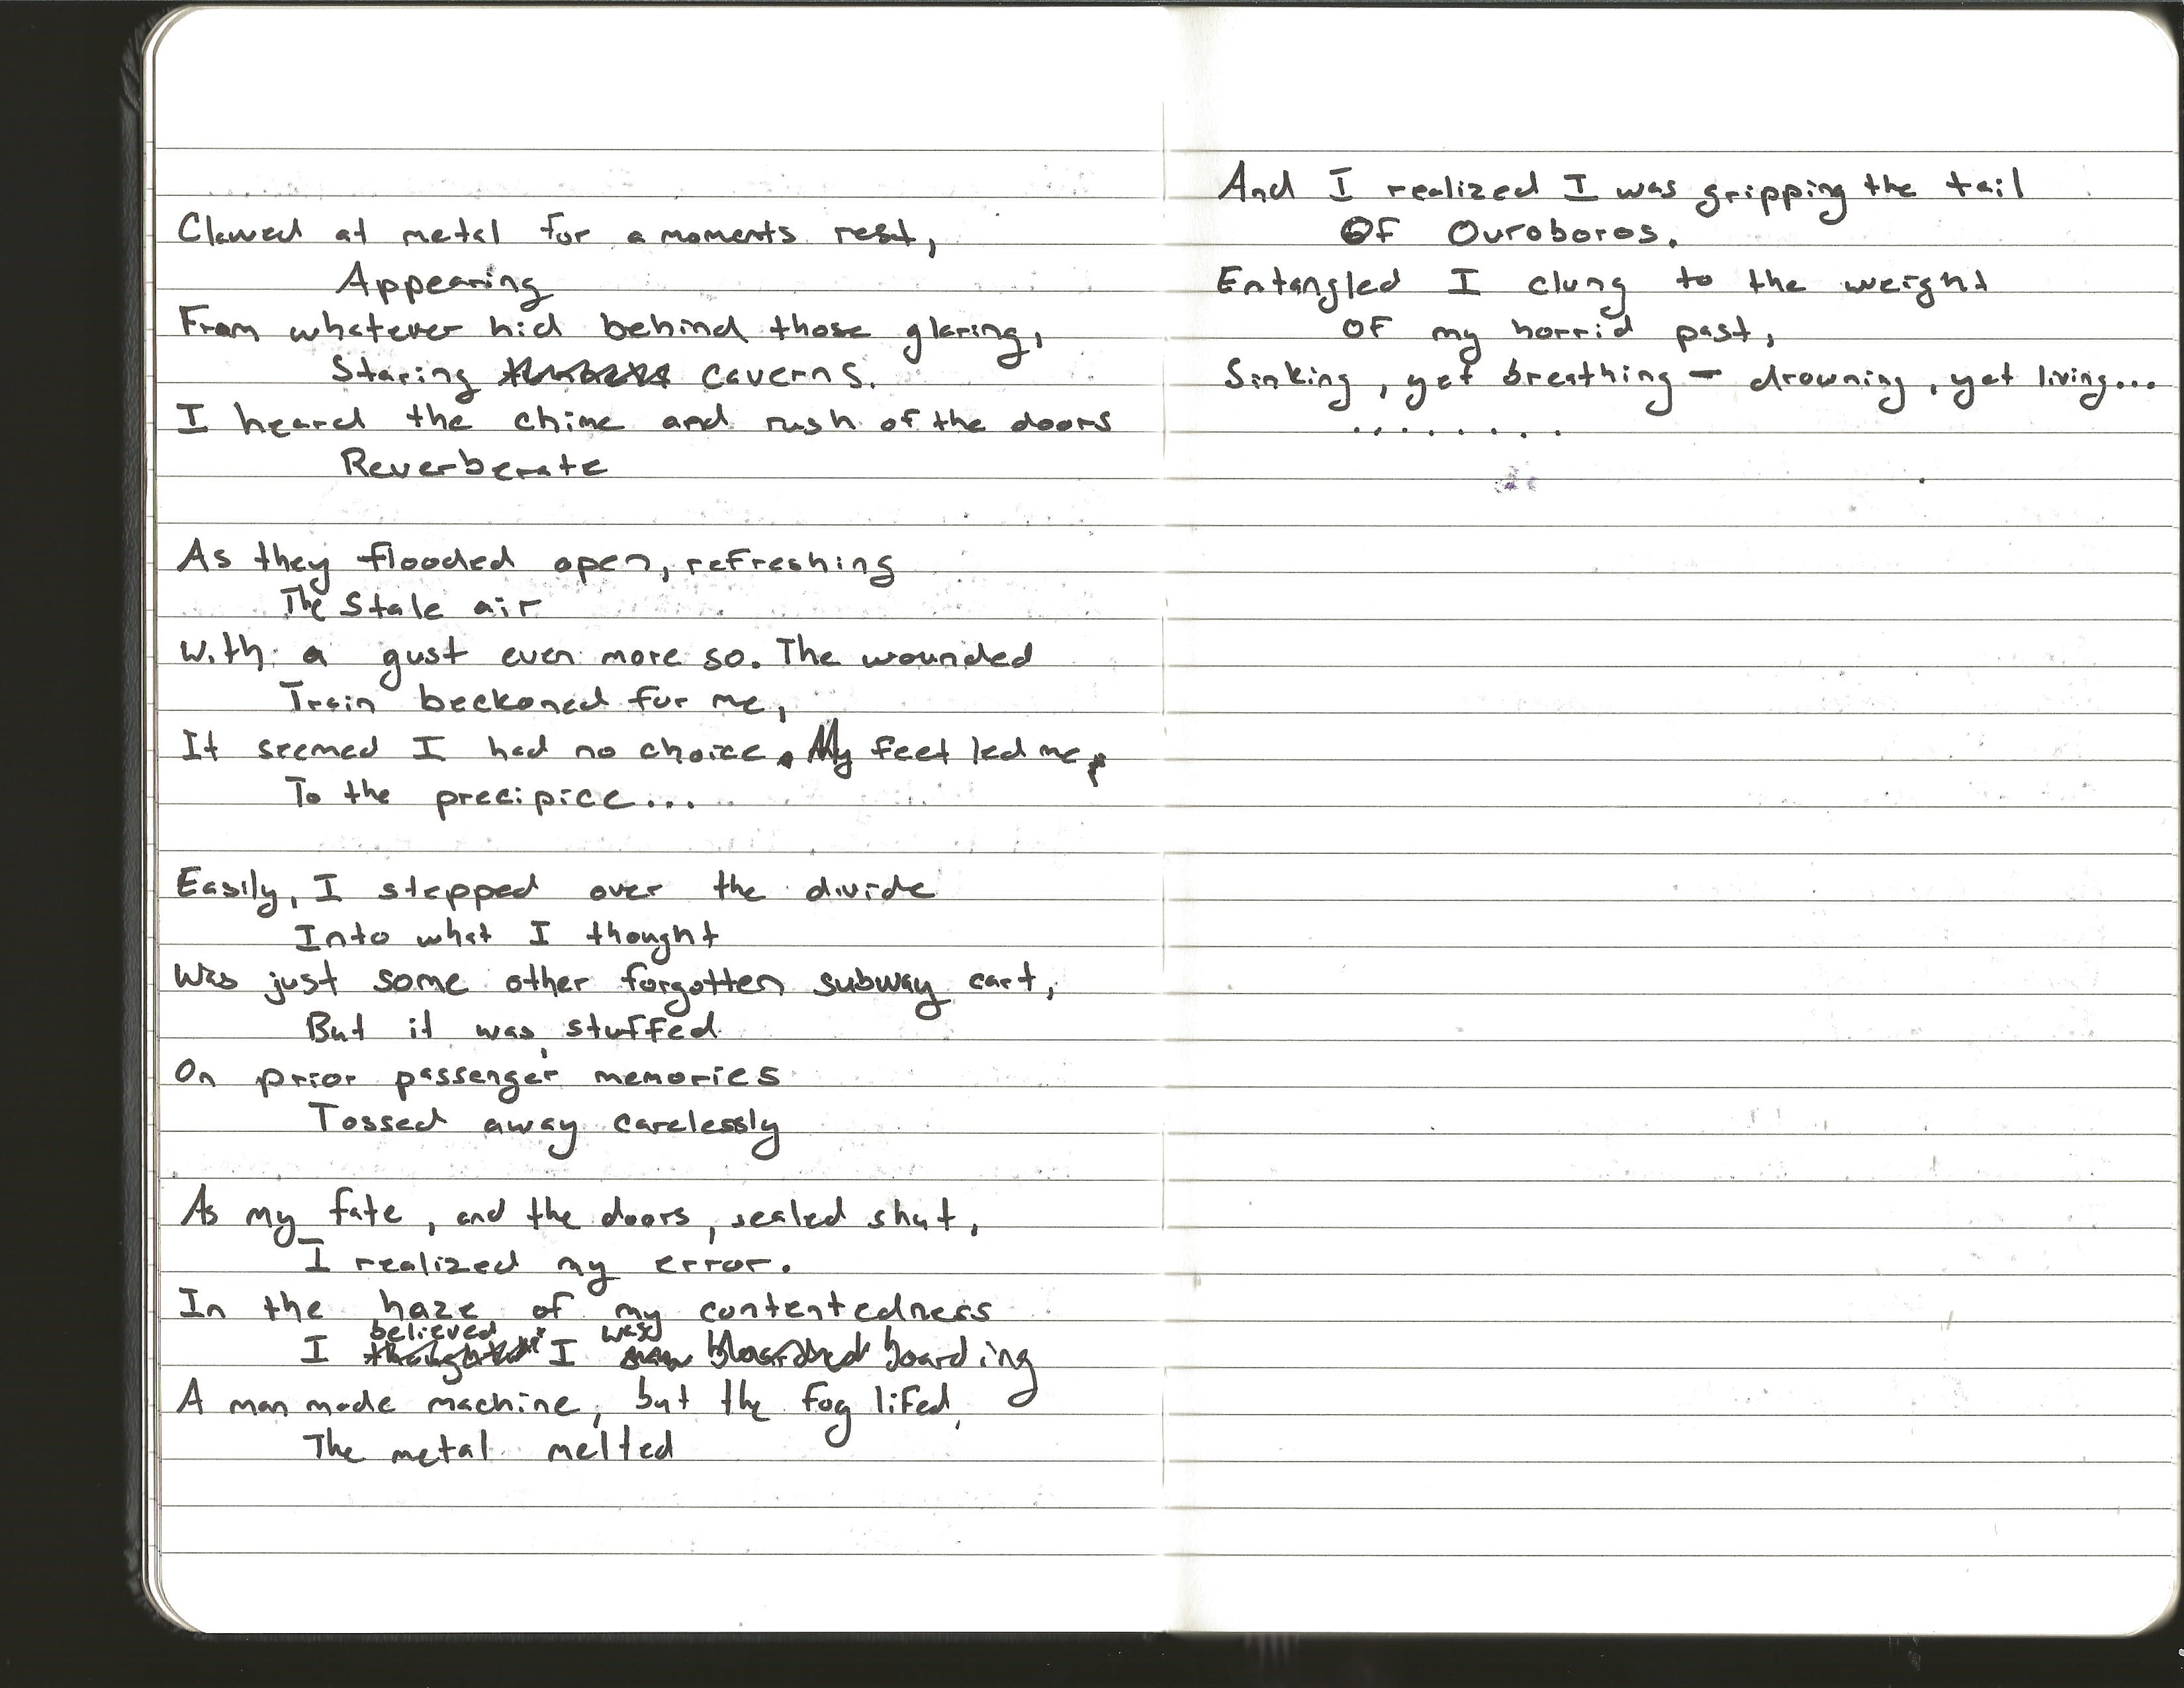 Clawed at metal for a moments rest,
Appearing
From whatever hid behind those glaring,
Staring caverns.
I heard the chime and rush of the doors
Reverberate
As they flooded open, refreshing
The stale air
With a gust even more so. The wounded
Train beckoned for me,
It seemed I had no choice. My feet led me,
To the precipice...
Easily, I stepped over the divide
Into what I thought
Was just some other forgotten subway cart,
But it was stuffed
On prior passenger memories
Tossed away carelessly
As my fate, and the doors, sealed shut,
I realized my error.
In the haze of my contentedness
I believed I was boarding
A man made machine, but the fog lifed,
The metal melted
And I realized I was gripping the tail
Of Ouroboros.
Entangled I clung to the weight
Of my horrid past,
Sinking, yet breathing - drowning, yet living...
.........